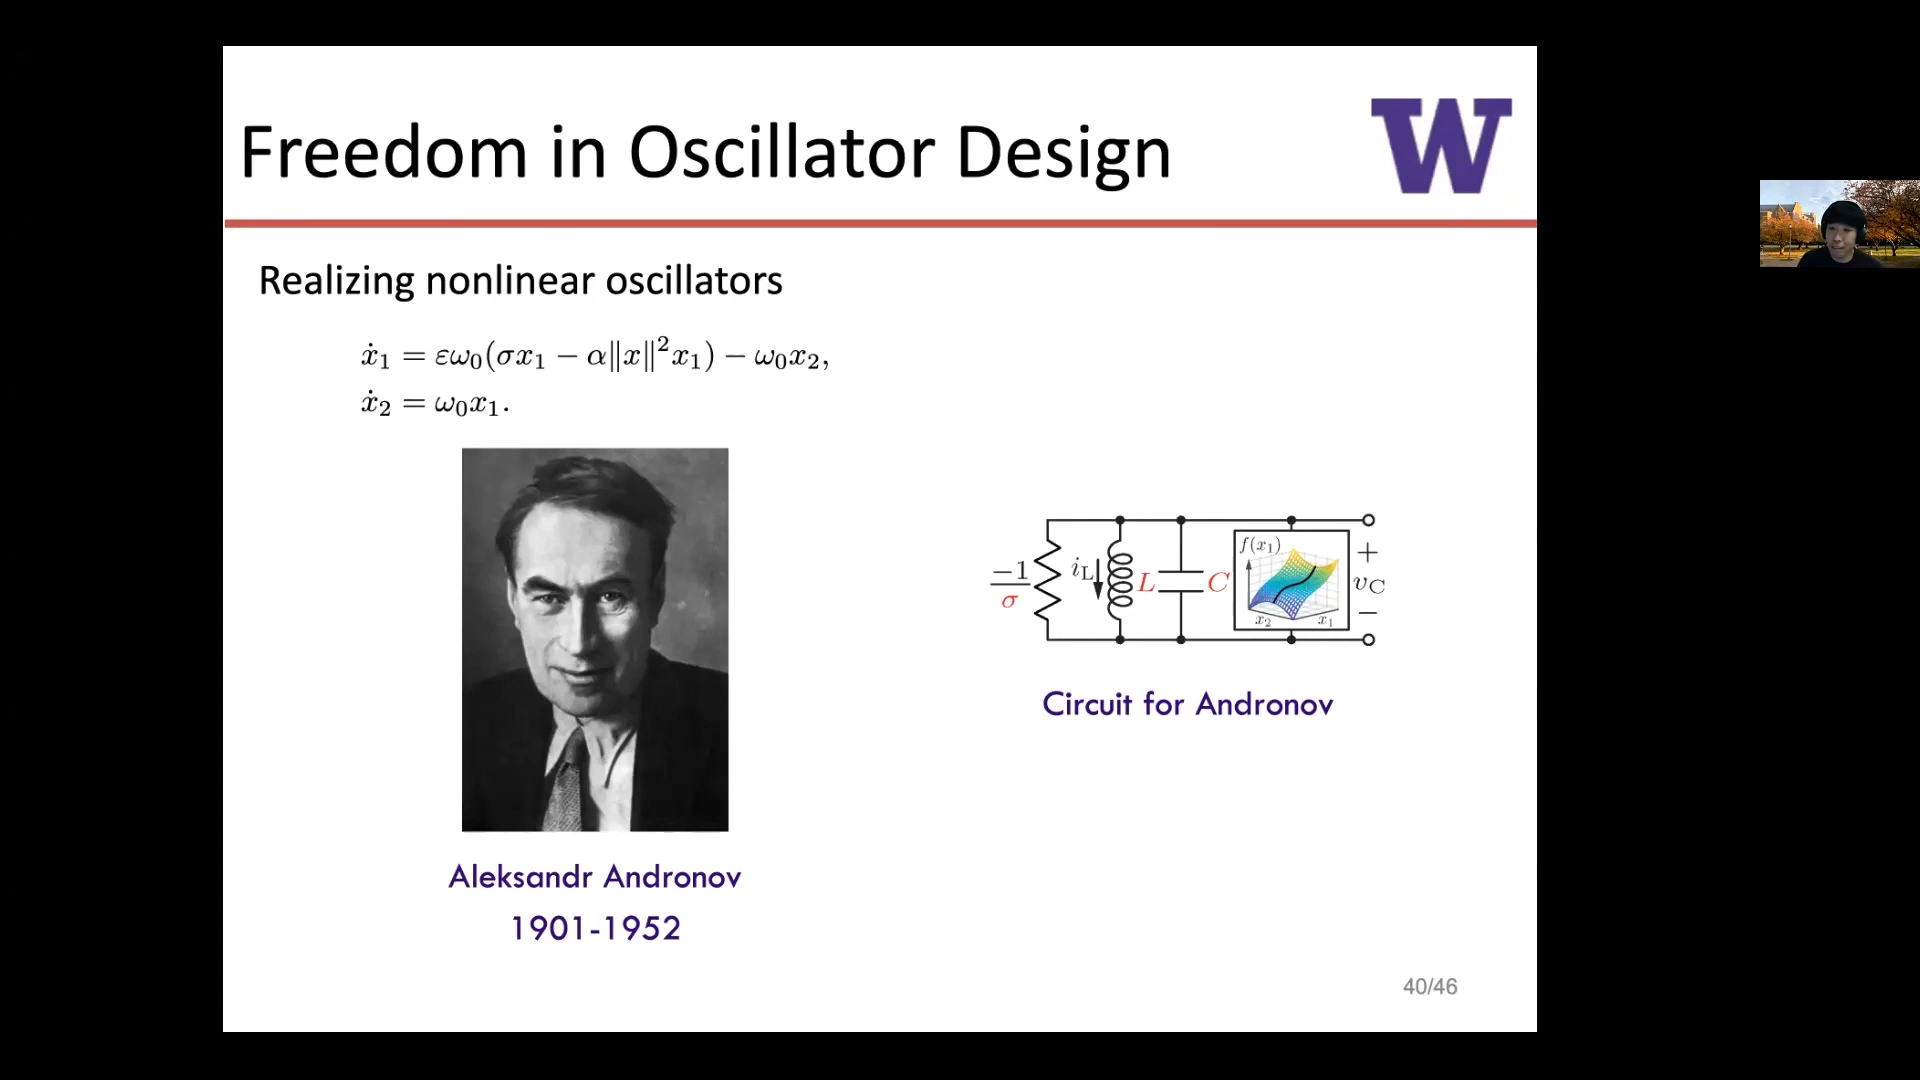 Freedom in Oscillator Design
W
Realizing nonlinear oscillators
ẋ₁ = εω₀(σx₁ − α‖x‖²x₁) − ω₀x₂,
ẋ₂ = ω₀x₁.
−1/σ
i_L
L
C
f(x₁)
x₂
x₁
+
v_C
−
Circuit for Andronov
Aleksandr Andronov
1901-1952
40/46